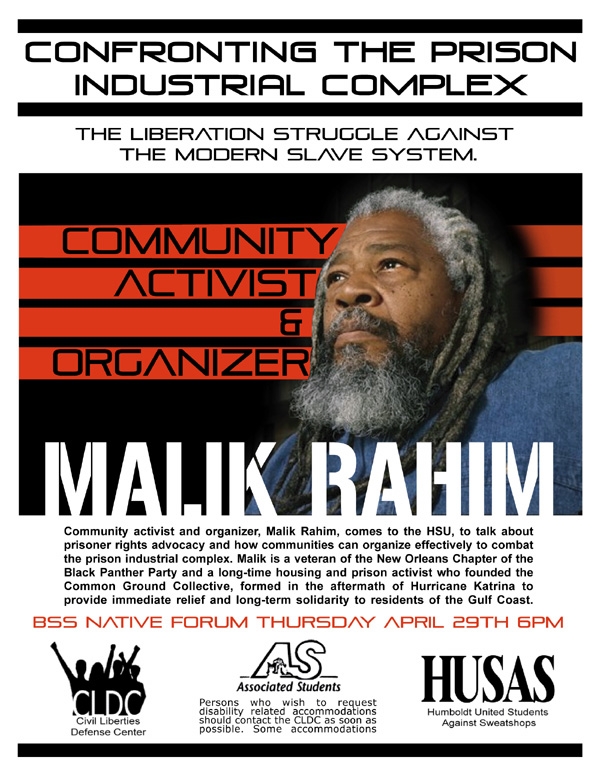 CONFRONTING THE PRISON
INDUSTRIAL COMPLEX
THE LIBERATION STRUGGLE AGAINST
THE MODERN SLAVE SYSTEM.
COMMUNITY
ACTIVIST
&
ORGANIZER
MALIK RAHIM
Community activist and organizer, Malik Rahim, comes to the HSU, to talk about
prisoner rights advocacy and how communities can organize effectively to combat
the prison industrial complex. Malik is a veteran of the New Orleans Chapter of the
Black Panther Party and a long-time housing and prison activist who founded the
Common Ground Collective, formed in the aftermath of Hurricane Katrina to
provide immediate relief and long-term solidarity to residents of the Gulf Coast.
BSS NATIVE FORUM THURSDAY APRIL 29TH 6PM
CLDC
Civil Liberties
Defense Center
AS
Associated Students
Persons who wish to request
disability related accommodations
should contact the CLDC as soon as
possible. Some accommodations
HUSAS
Humboldt United Students
Against Sweatshops